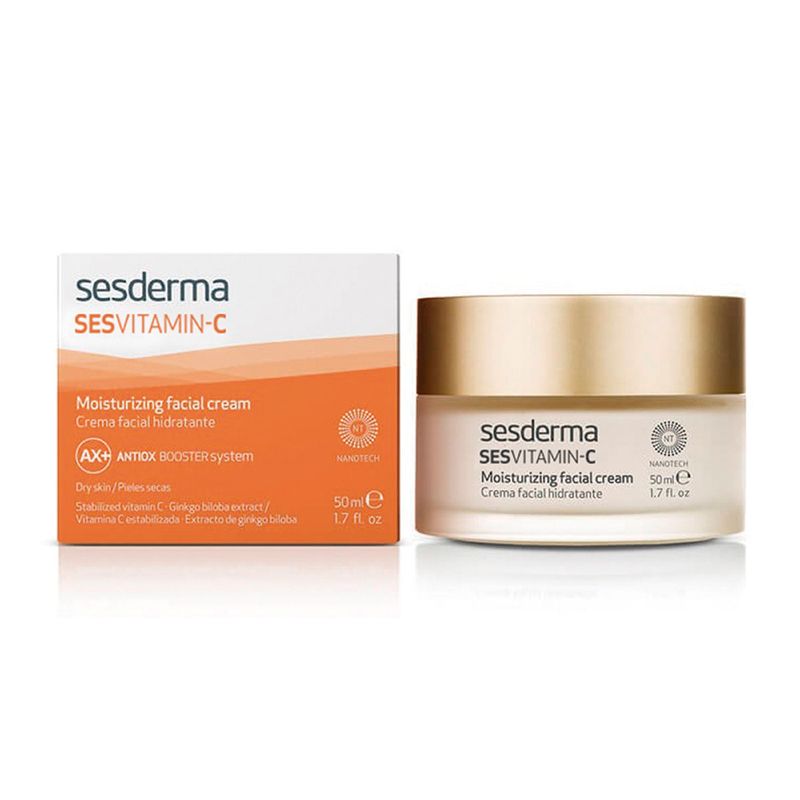 sesderma
SESVITAMIN-C
Moisturizing facial cream
Crema facial hidratante
AX+ ANTIOX BOOSTER system
NT
NANOTECH
Dry skin / Pieles secas
Stabilized vitamin C · Ginkgo biloba extract /
Vitamina C estabilizada · Extracto de ginkgo biloba
50 ml e
1.7 fl. oz
sesderma
SESVITAMIN-C
Moisturizing facial cream
Crema facial hidratante
NT
NANOTECH
50 ml e
1.7 fl. oz